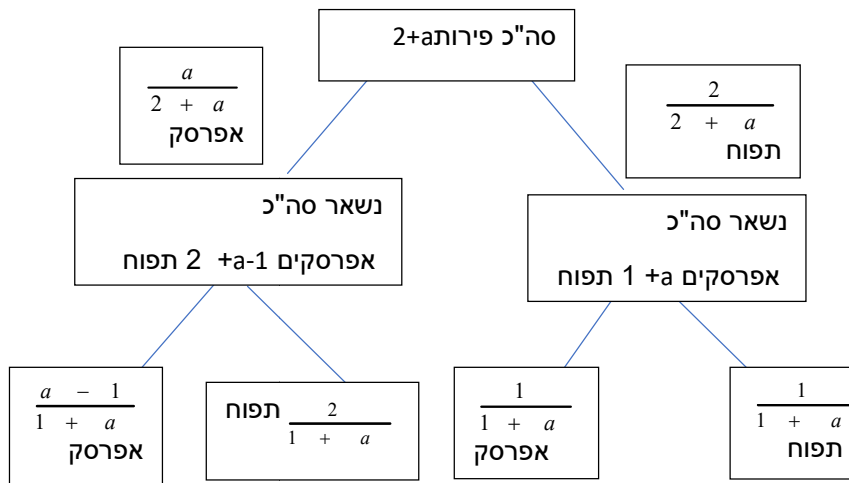 סה"כ פירות 2+a
a
2 + a
אפרסק
2
2 + a
תפוח
נשאר סה"כ
אפרסקים a-1+ 2 תפוח
נשאר סה"כ
אפרסקים a+ 1 תפוח
a - 1
1 + a
אפרסק
תפוח
2
1 + a
1
1 + a
אפרסק
1
1 + a
תפוח